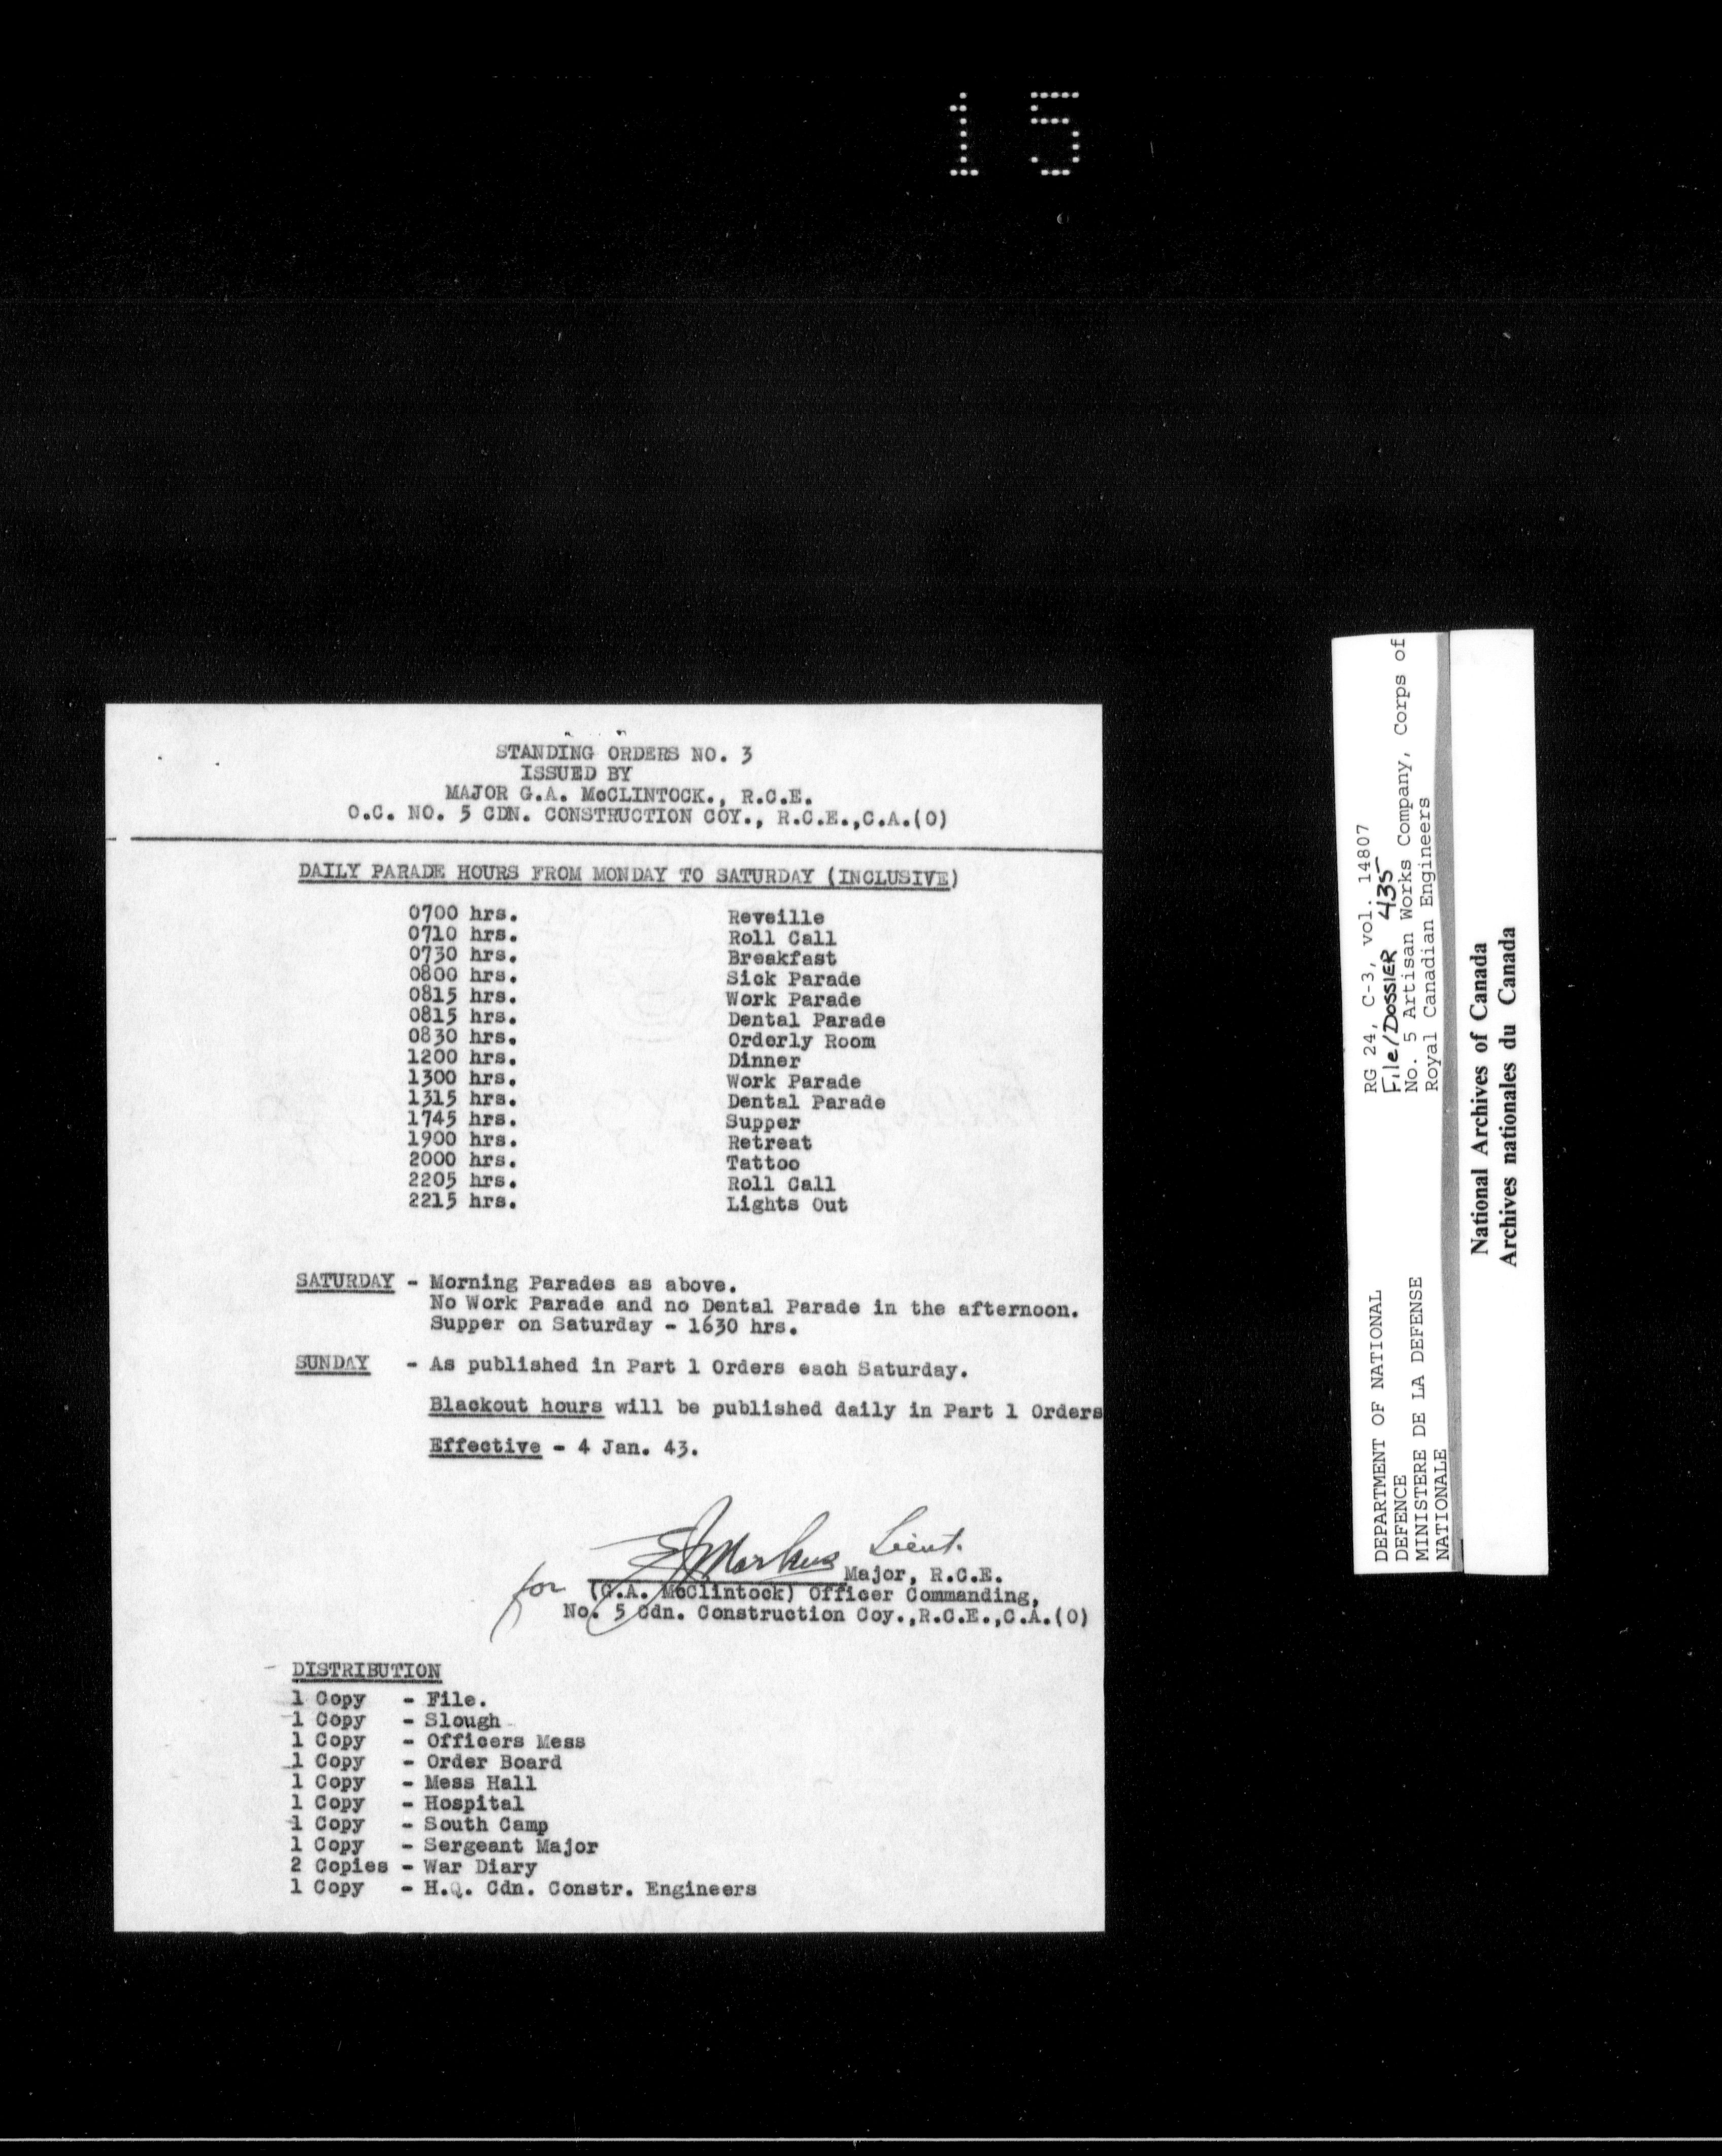 15
STANDING ORDERS NO. 3
ISSUED BY
MAJOR G.A. McCLINTOCK., R.C.E.
O.C. NO. 5 CDN. CONSTRUCTION COY., R.C.E.,C.A.(O)
DAILY PARADE HOURS FROM MONDAY TO SATURDAY (INCLUSIVE)
0700 hrs. Reveille
0710 hrs. Roll Call
0730 hrs. Breakfast
0800 hrs. Sick Parade
0815 hrs. Work Parade
0815 hrs. Dental Parade
0830 hrs. Orderly Room
1200 hrs. Dinner
1300 hrs. Work Parade
1315 hrs. Dental Parade
1745 hrs. Supper
1900 hrs. Retreat
2000 hrs. Tattoo
2205 hrs. Roll Call
2215 hrs. Lights Out
SATURDAY - Morning Parades as above.
No Work Parade and no Dental Parade in the afternoon.
Supper on Saturday - 1630 hrs.
SUNDAY - As published in Part 1 Orders each Saturday.
Blackout hours will be published daily in Part 1 Orders
Effective - 4 Jan. 43.
Lieut.
Major, R.C.E.
for (G.A. McClintock) Officer Commanding,
No. 5 Cdn. Construction Coy.,R.C.E.,C.A.(O)
DISTRIBUTION
1 Copy - File.
1 Copy - Slough
1 Copy - Officers Mess
1 Copy - Order Board
1 Copy - Mess Hall
1 Copy - Hospital
1 Copy - South Camp
1 Copy - Sergeant Major
2 Copies - War Diary
1 Copy - H.Q. Cdn. Constr. Engineers
DEPARTMENT OF NATIONAL
DEFENCE
MINISTERE DE LA DEFENSE
NATIONALE
RG 24, C-3, vol. 14807
File/DOSSIER 435
No. 5 Artisan Works Company, Corps of
Royal Canadian Engineers
National Archives of Canada
Archives nationales du Canada